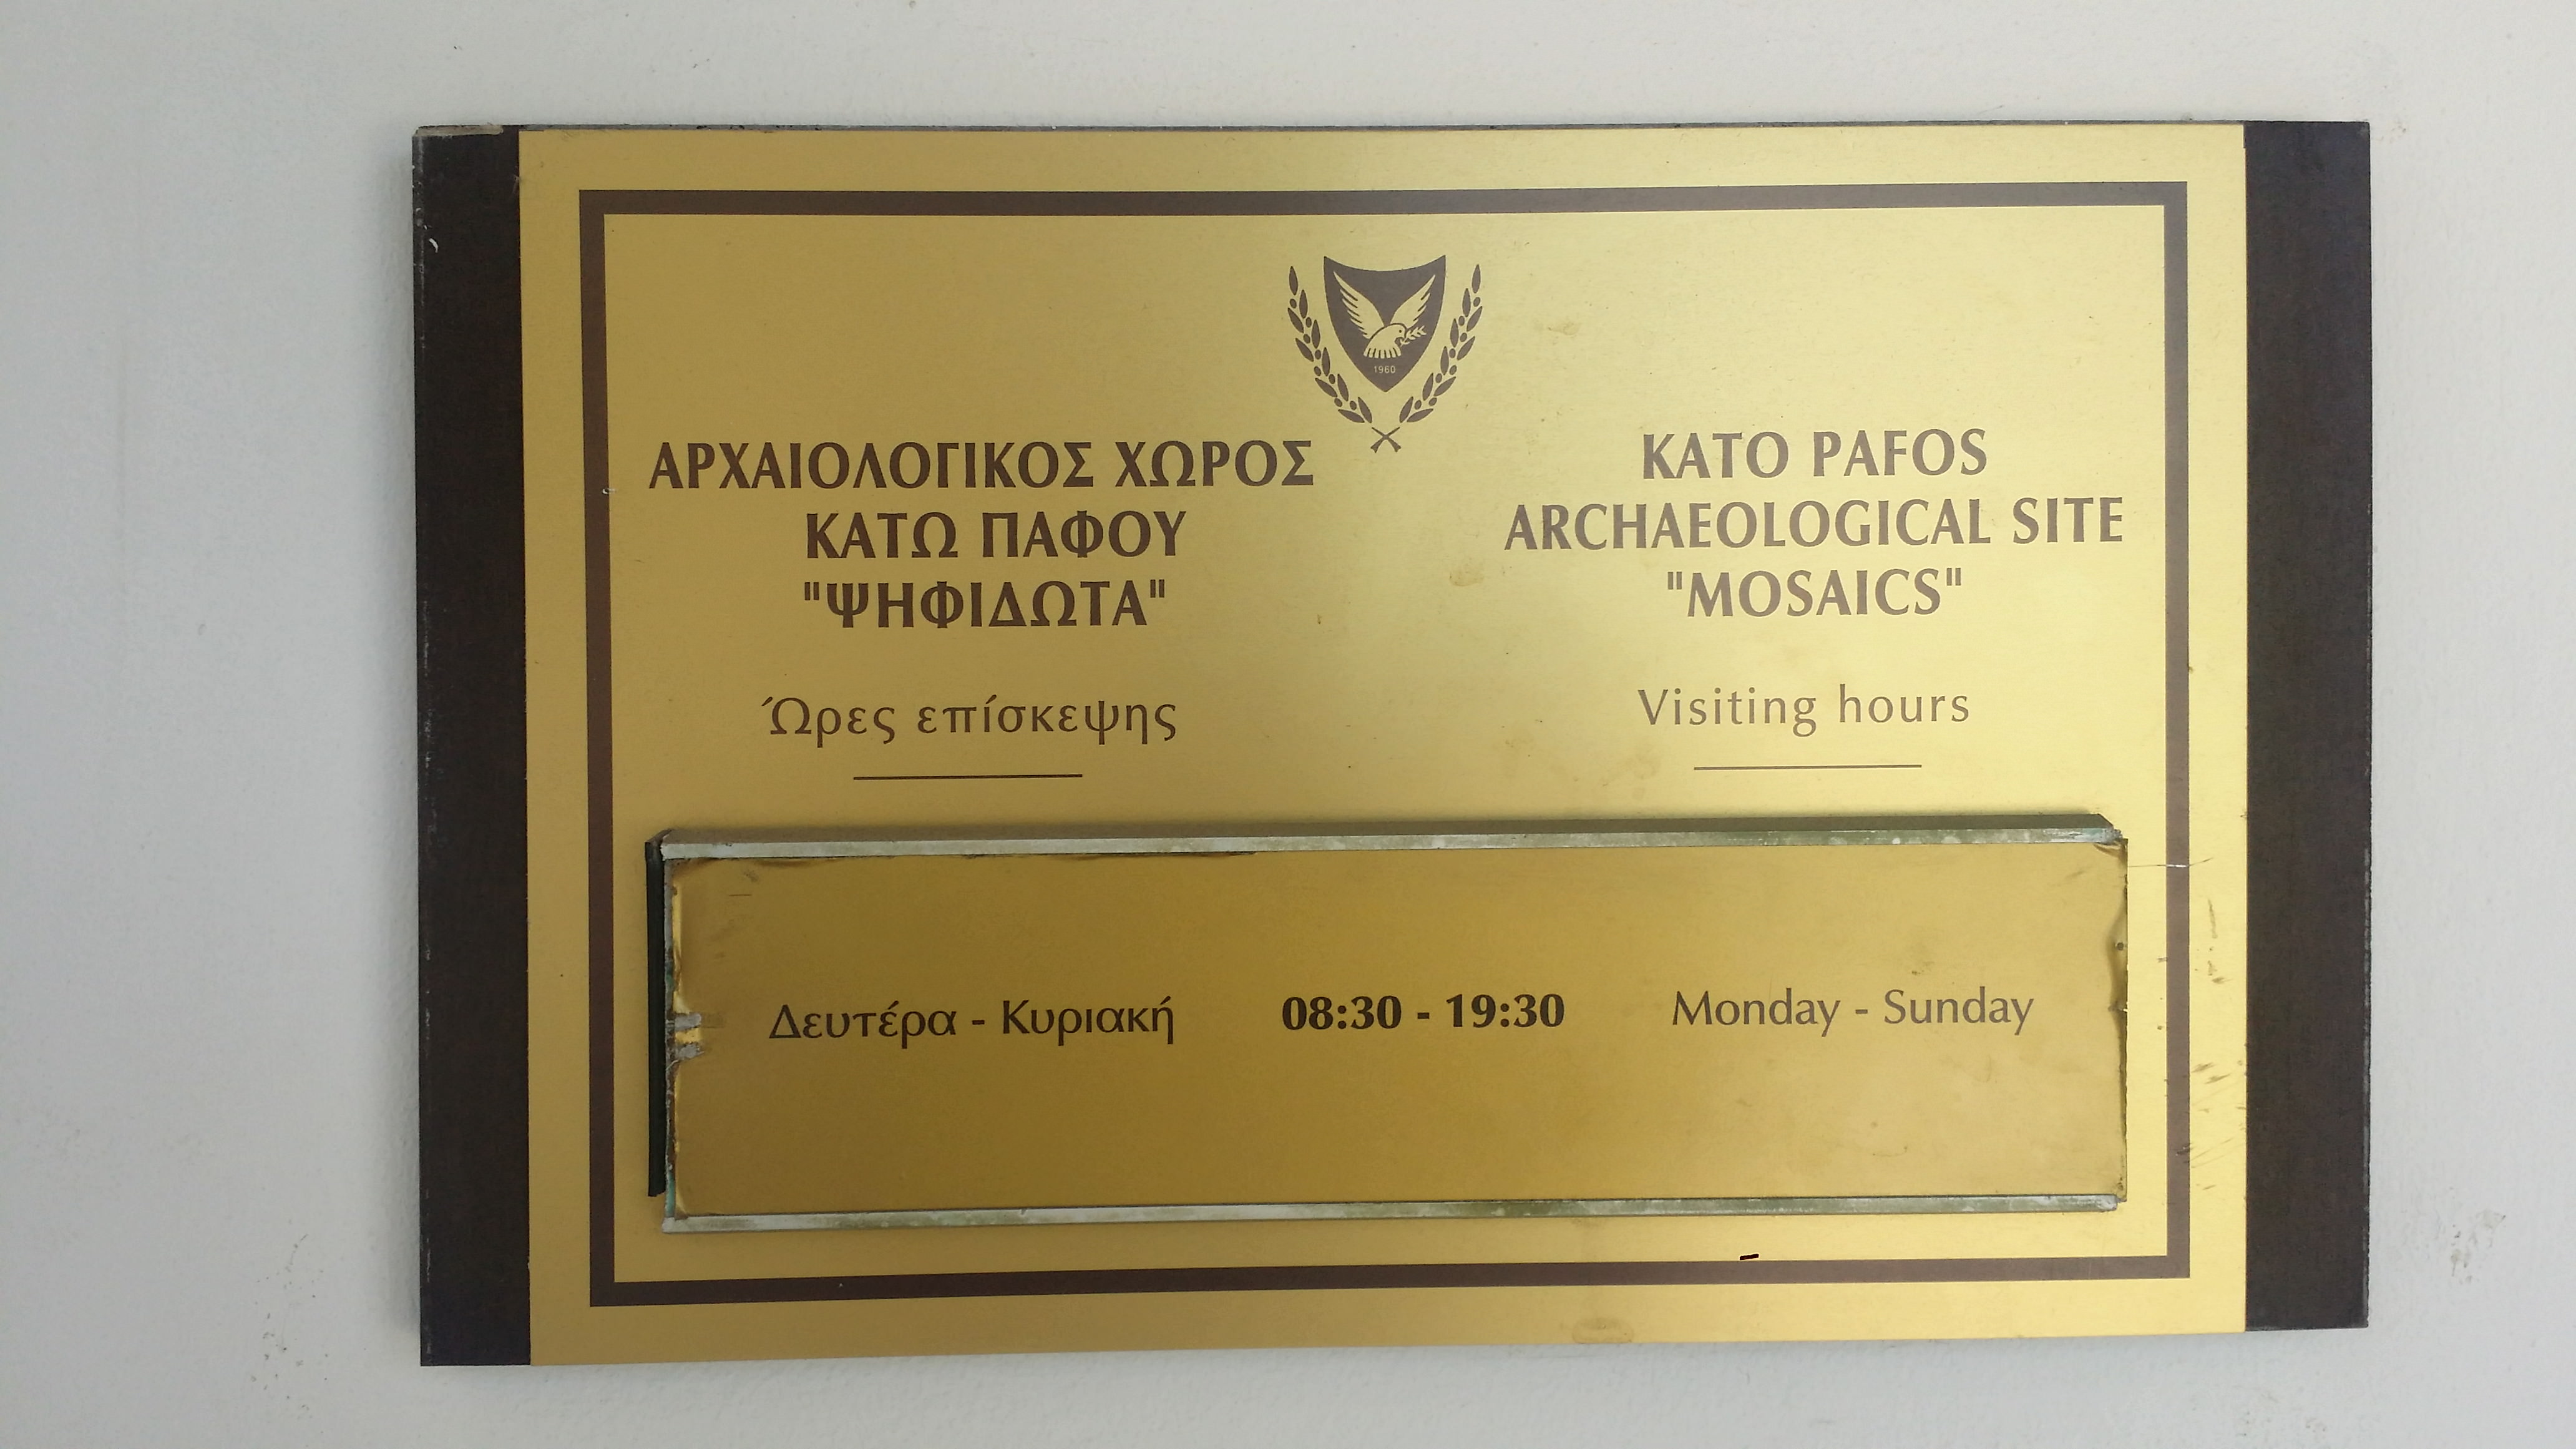 1960
ΑΡΧΑΙΟΛΟΓΙΚΟΣ ΧΩΡΟΣ
ΚΑΤΩ ΠΑΦΟΥ
"ΨΗΦΙΔΩΤΑ"
Ώρες επίσκεψης
KATO PAFOS
ARCHAEOLOGICAL SITE
"MOSAICS"
Visiting hours
Δευτέρα - Κυριακή 08:30 - 19:30 Monday - Sunday